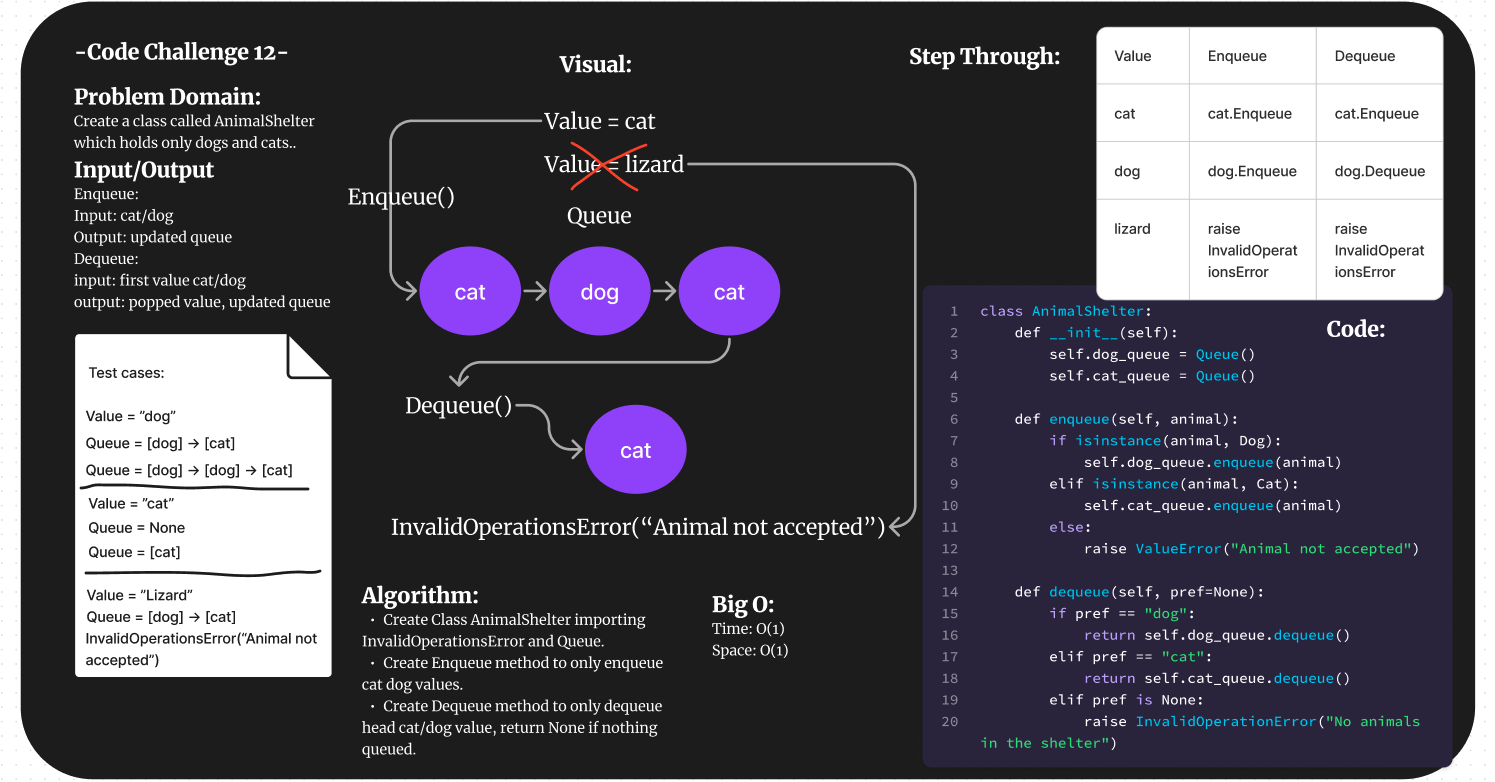 -Code Challenge 12-
Problem Domain:
Create a class called AnimalShelter
which holds only dogs and cats..
Input/Output
Enqueue:
Input: cat/dog
Output: updated queue
Dequeue:
input: first value cat/dog
output: popped value, updated queue
Test cases:
Value = ”dog”
Queue = [dog] → [cat]
Queue = [dog] → [dog] → [cat]
Value = ”cat”
Queue = None
Queue = [cat]
Value = ”Lizard”
Queue = [dog] → [cat]
InvalidOperationsError(“Animal not
accepted”)
Visual:
Value = cat
Value = lizard
Enqueue()
Queue
cat
dog
cat
Dequeue()
cat
InvalidOperationsError(“Animal not accepted”)
Algorithm:
• Create Class AnimalShelter importing
InvalidOperationsError and Queue.
• Create Enqueue method to only enqueue
cat dog values.
• Create Dequeue method to only dequeue
head cat/dog value, return None if nothing
queued.
Big O:
Time: O(1)
Space: O(1)
Step Through:
Value Enqueue Dequeue
cat cat.Enqueue cat.Enqueue
dog dog.Enqueue dog.Dequeue
lizard raise raise
InvalidOperat InvalidOperat
ionsError ionsError
Code:
1 class AnimalShelter:
2 def __init__(self):
3 self.dog_queue = Queue()
4 self.cat_queue = Queue()
5
6 def enqueue(self, animal):
7 if isinstance(animal, Dog):
8 self.dog_queue.enqueue(animal)
9 elif isinstance(animal, Cat):
10 self.cat_queue.enqueue(animal)
11 else:
12 raise ValueError("Animal not accepted")
13
14 def dequeue(self, pref=None):
15 if pref == "dog":
16 return self.dog_queue.dequeue()
17 elif pref == "cat":
18 return self.cat_queue.dequeue()
19 elif pref is None:
20 raise InvalidOperationError("No animals
in the shelter")